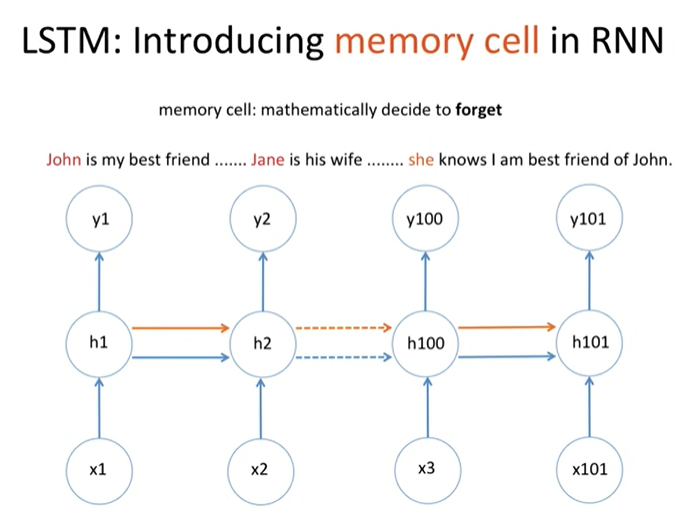 LSTM: Introducing memory cell in RNN
memory cell: mathematically decide to forget
John is my best friend ....... Jane is his wife ........ she knows I am best friend of John.
y1 y2 y100 y101
h1 h2 h100 h101
x1 x2 x3 x101